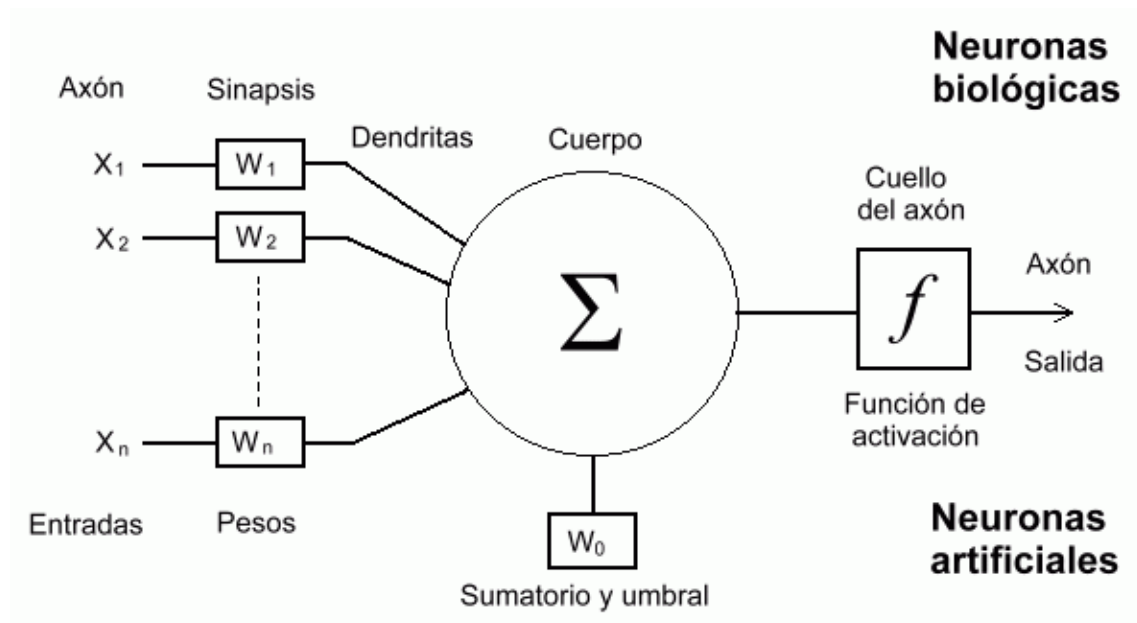 Neuronas
biológicas
Axón
Sinapsis
Dendritas
Cuerpo
Cuello
del axón
X₁
W₁
X₂
W₂
Σ
f
Axón
Salida
Función de
activación
Xₙ
Wₙ
Entradas
Pesos
W₀
Sumatorio y umbral
Neuronas
artificiales